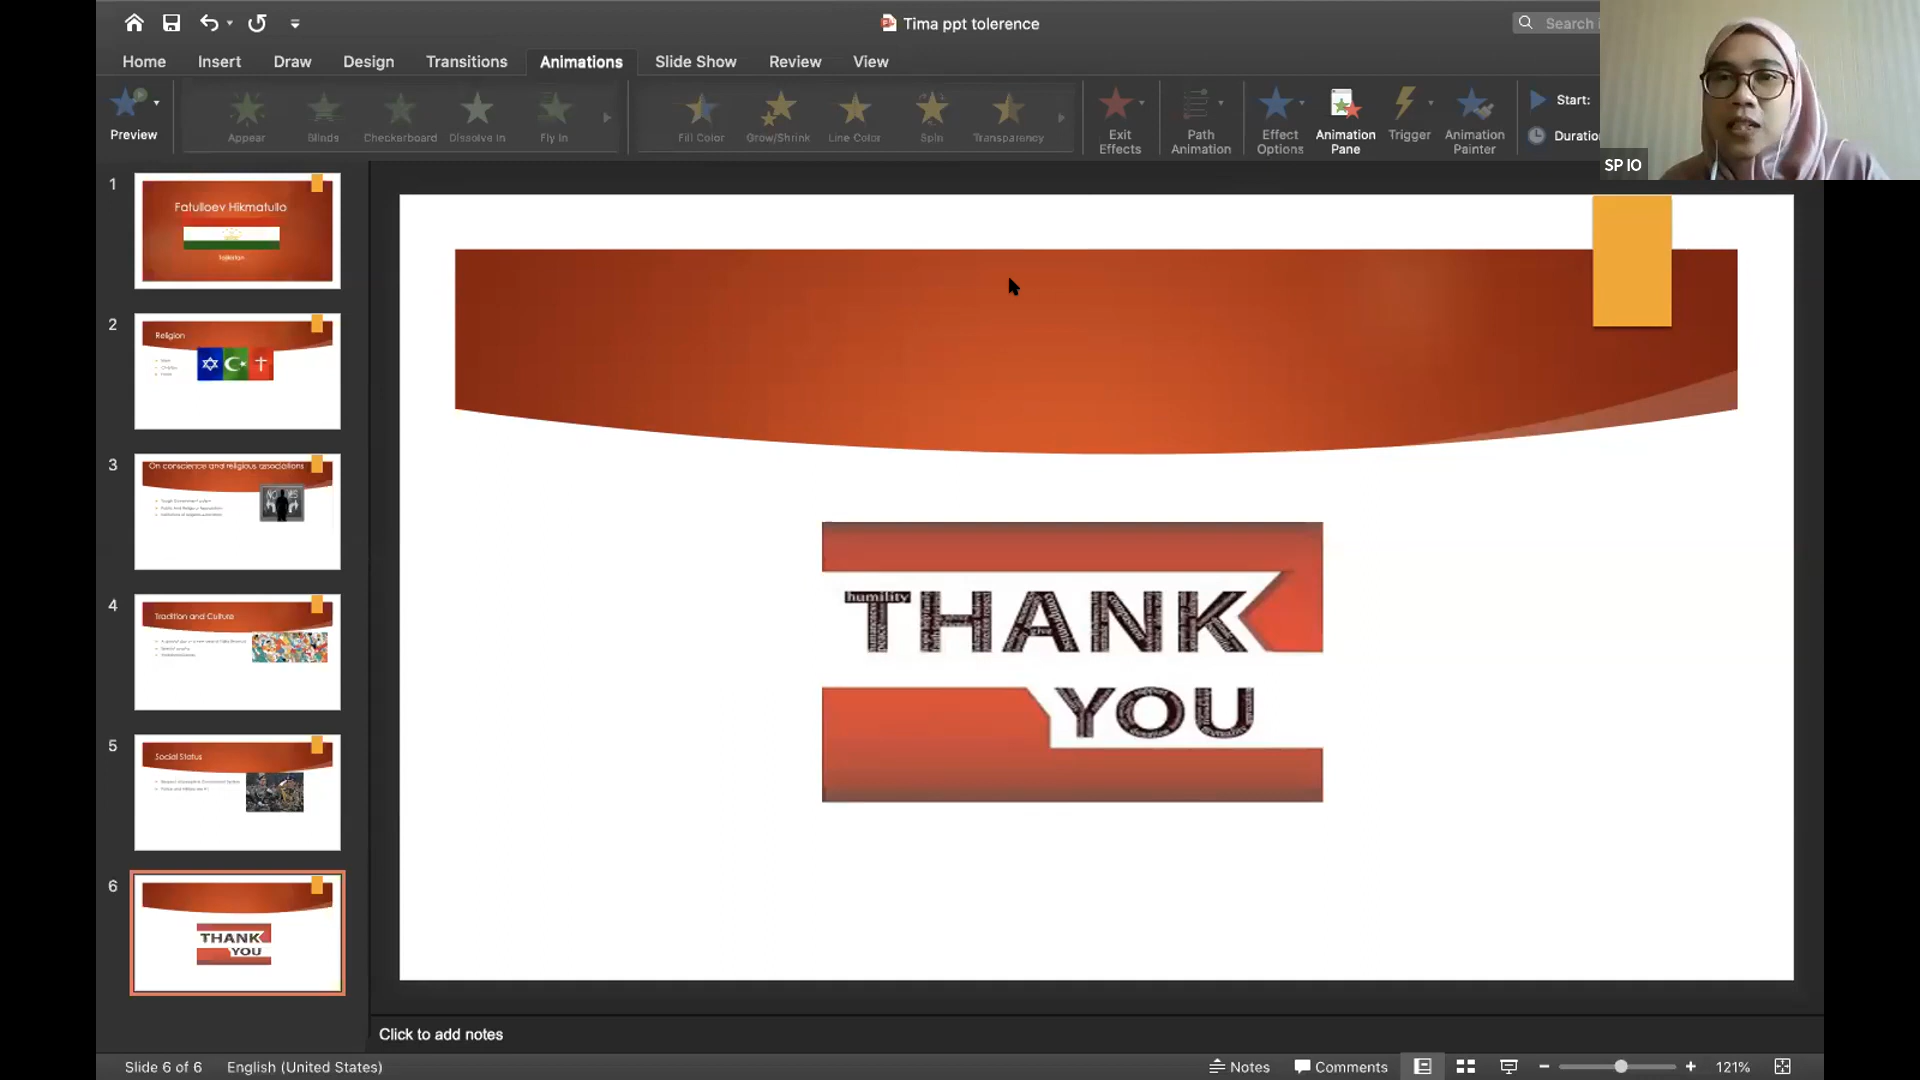 Tima ppt tolerence
Search i
Home
Insert
Draw
Design
Transitions
Animations
Slide Show
Review
View
Preview
Appear
Blinds
Checkerboard
Dissolve In
Fly In
Fill Color
Grow/Shrink
Line Color
Spin
Transparency
Exit
Effects
Path
Animation
Effect
Options
Animation
Pane
Trigger
Animation
Painter
Start:
Duratio
SP IO
1
Fatulloev Hikmatullo
Tajikistan
2
Religion
3
On conscience and religious associations
4
Tradition and Culture
5
Social Status
6
THANK
YOU
humility
THANK
YOU
Click to add notes
Slide 6 of 6
English (United States)
Notes
Comments
121%